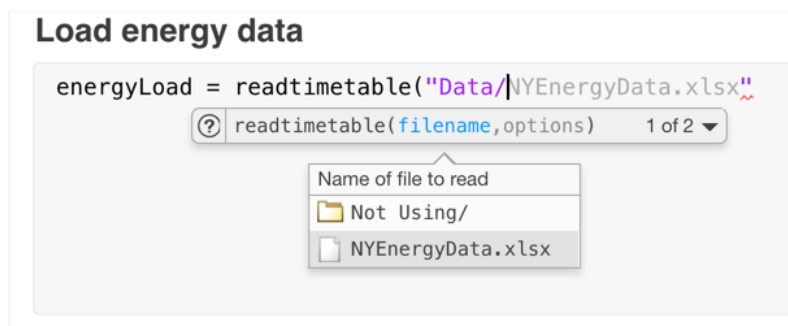 Load energy data
energyLoad = readtimetable("Data/NYEnergyData.xlsx"
? readtimetable(filename,options) 1 of 2
Name of file to read
Not Using/
NYEnergyData.xlsx